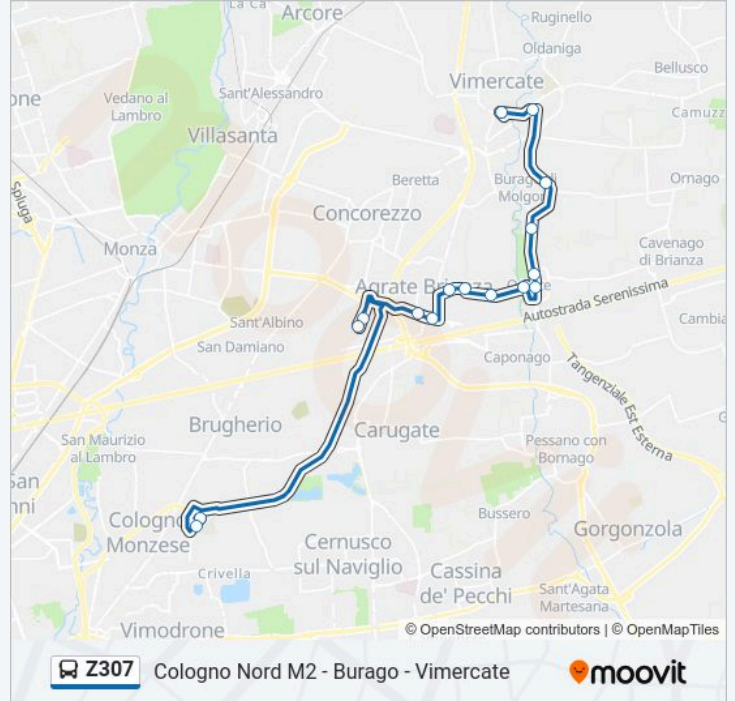 La Ca
Arcore
Ruginello
Oldaniga
Vimercate
Bellusco
one
Vedano al
Lambro
Sant'Alessandro
Camuzz
Villasanta
Spluga
Beretta
Burago di
Molgora
Ornago
Concorezzo
Monza
Cavenago
di Brianza
Agrate Brianza
Autostrada Serenissima
Sant'Albino
Cambia
San Damiano
Caponago
Tangenziale Est Esterna
Brugherio
Carugate
San Maurizio
al Lambro
Pessano con
Bornago
San
nni
Bussero
Cologno
Monzese
Gorgonzola
Cernusco
sul Naviglio
Crivella
Cassina
de' Pecchi
Sant'Agata
Martesana
Vimodrone
© OpenStreetMap contributors | © OpenMapTiles
Z307 Cologno Nord M2 - Burago - Vimercate
moovit